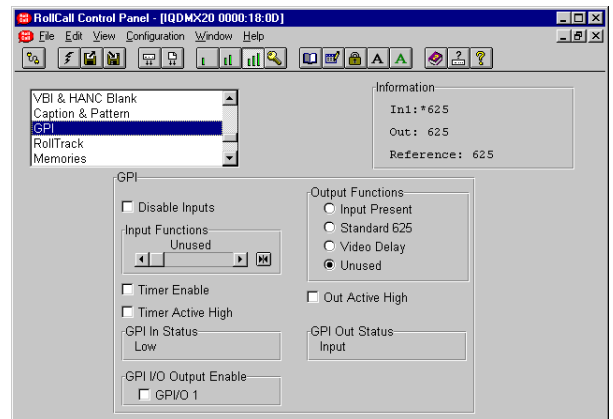 RollCall Control Panel - [IQDMX20 0000:18:0D]
File Edit View Configuration Window Help
VBI & HANC Blank
Caption & Pattern
GPI
RollTrack
Memories
Information
In1:*625
Out: 625
Reference: 625
GPI
Disable Inputs
Input Functions
Unused
Timer Enable
Timer Active High
GPI In Status
Low
GPI I/O Output Enable
GPI/O 1
Output Functions
Input Present
Standard 625
Video Delay
Unused
Out Active High
GPI Out Status
Input